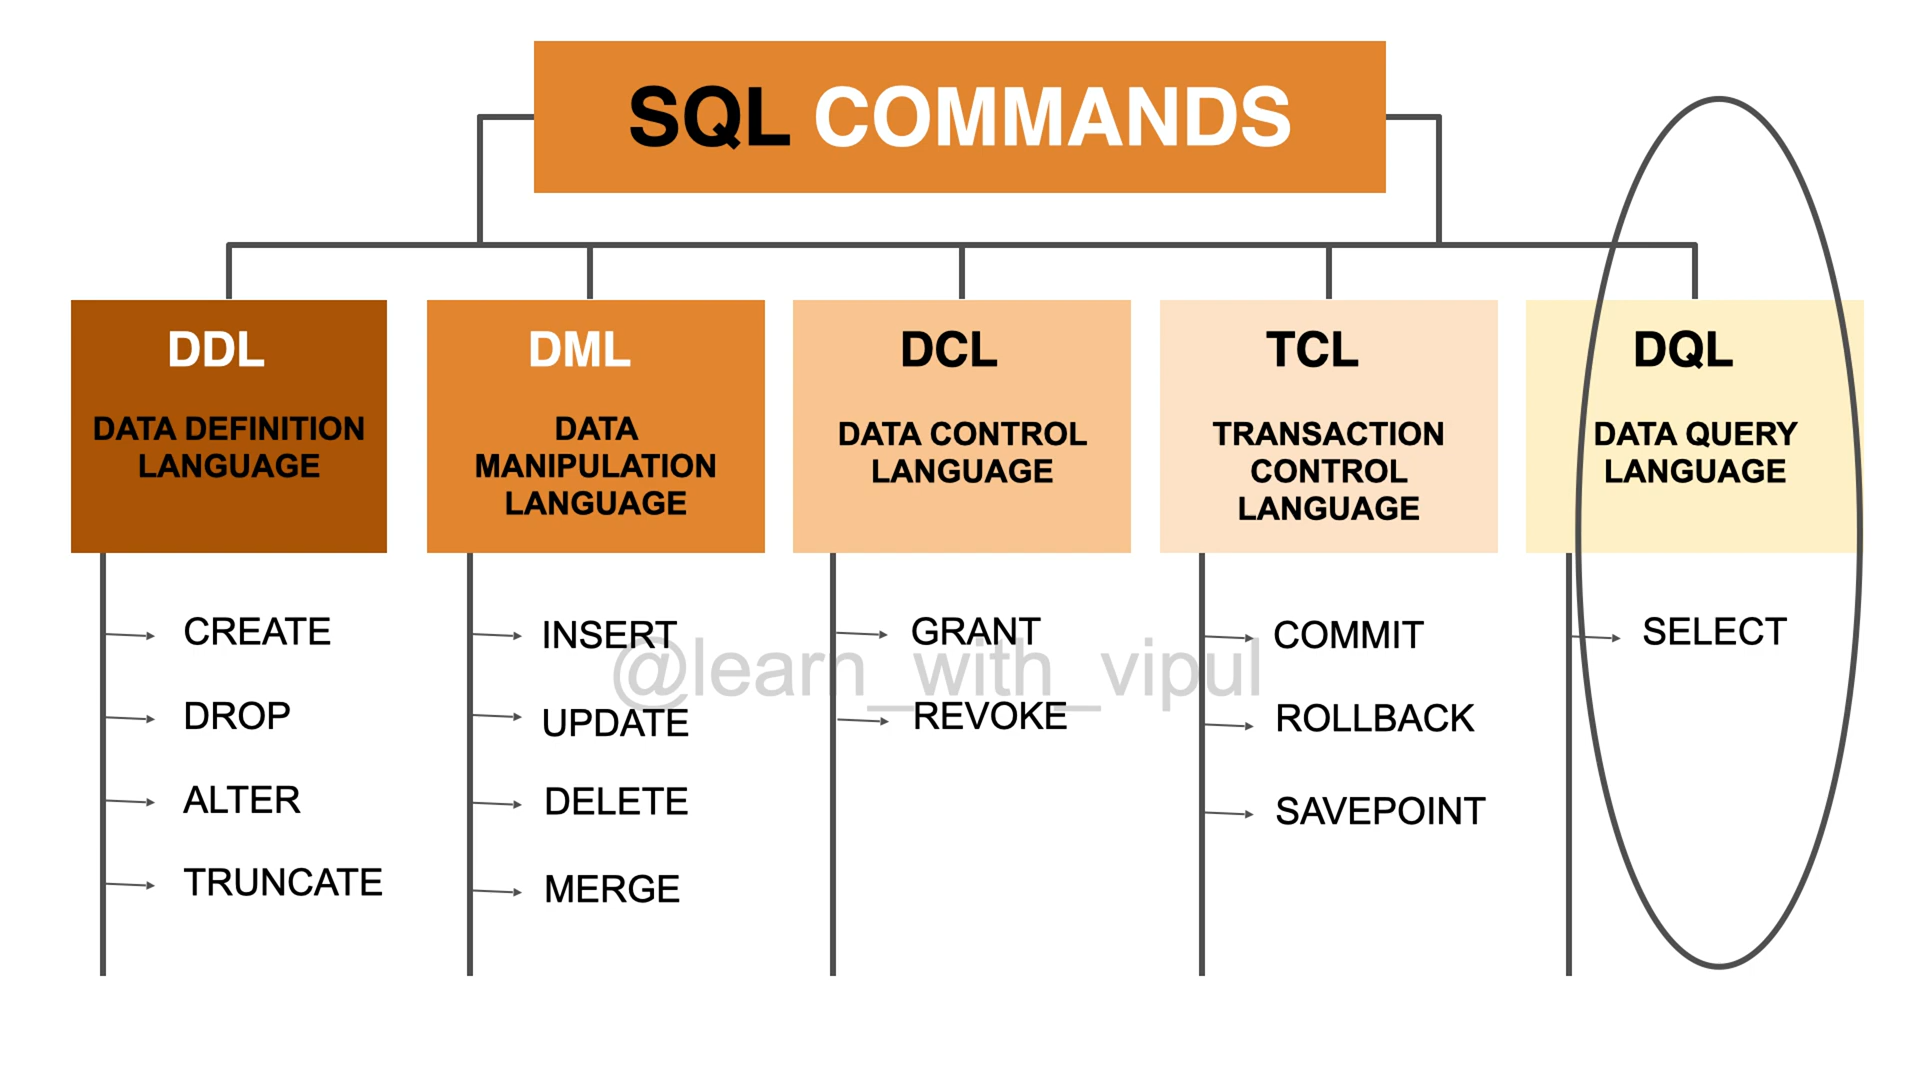 SQL COMMANDS
DDL
DATA DEFINITION
LANGUAGE
CREATE
DROP
ALTER
TRUNCATE
DML
DATA
MANIPULATION
LANGUAGE
INSERT
UPDATE
DELETE
MERGE
DCL
DATA CONTROL
LANGUAGE
GRANT
REVOKE
TCL
TRANSACTION
CONTROL
LANGUAGE
COMMIT
ROLLBACK
SAVEPOINT
DQL
DATA QUERY
LANGUAGE
SELECT
@learn_with_vipul